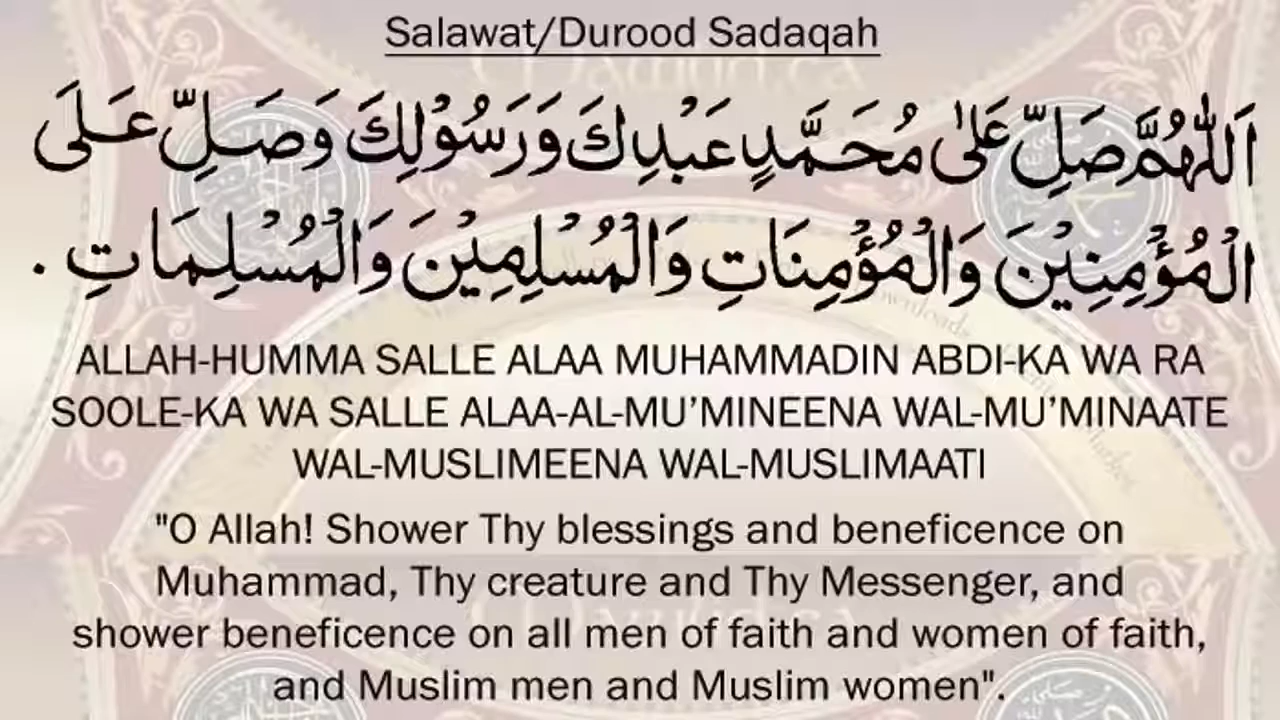 Salawat/Durood Sadaqah
اَللّٰهُمَّ صَلِّ عَلٰى مُحَمَّدٍ عَبْدِكَ وَرَسُوْلِكَ وَصَلِّ عَلَى
الْمُؤْمِنِيْنَ وَالْمُؤْمِنَاتِ وَالْمُسْلِمِيْنَ وَالْمُسْلِمَاتِ .
ALLAH-HUMMA SALLE ALAA MUHAMMADIN ABDI-KA WA RA
SOOLE-KA WA SALLE ALAA-AL-MU’MINEENA WAL-MU’MINAATE
WAL-MUSLIMEENA WAL-MUSLIMAATI
"O Allah! Shower Thy blessings and beneficence on
Muhammad, Thy creature and Thy Messenger, and
shower beneficence on all men of faith and women of faith,
and Muslim men and Muslim women".